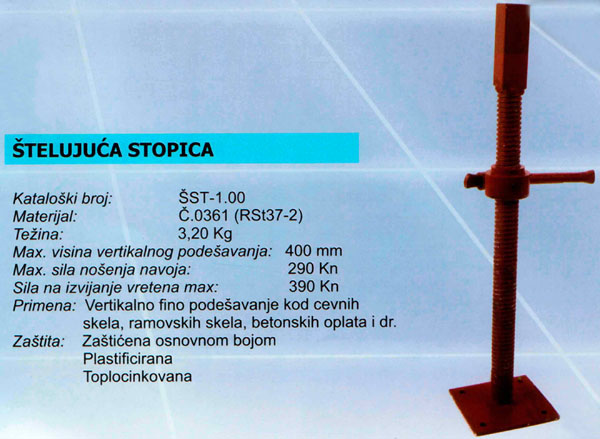 ŠTELUJUĆA STOPICA
Kataloški broj: ŠST-1.00
Materijal: Č.0361 (RSt37-2)
Težina: 3,20 Kg
Max. visina vertikalnog podešavanja: 400 mm
Max. sila nošenja navoja: 290 Kn
Sila na izvijanje vretena max: 390 Kn
Primena: Vertikalno fino podešavanje kod cevnih
skela, ramovskih skela, betonskih oplata i dr.
Zaštita: Zaštićena osnovnom bojom
Plastificirana
Toplocinkovana